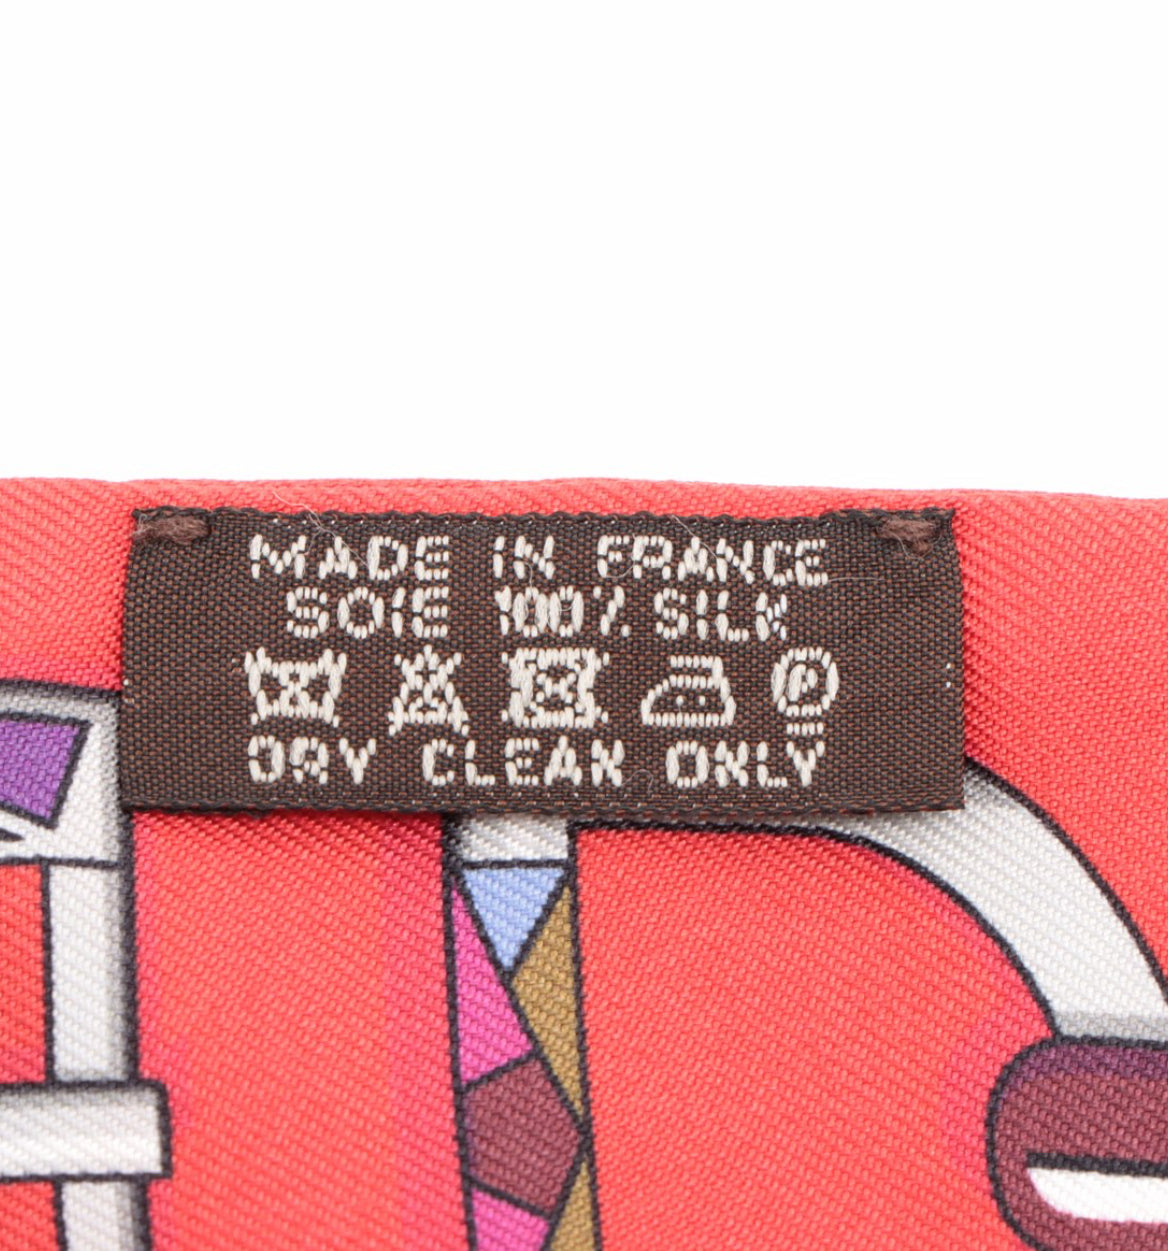 MADE IN FRANCE
SOIE 100% SILK
P
DRY CLEAN ONLY